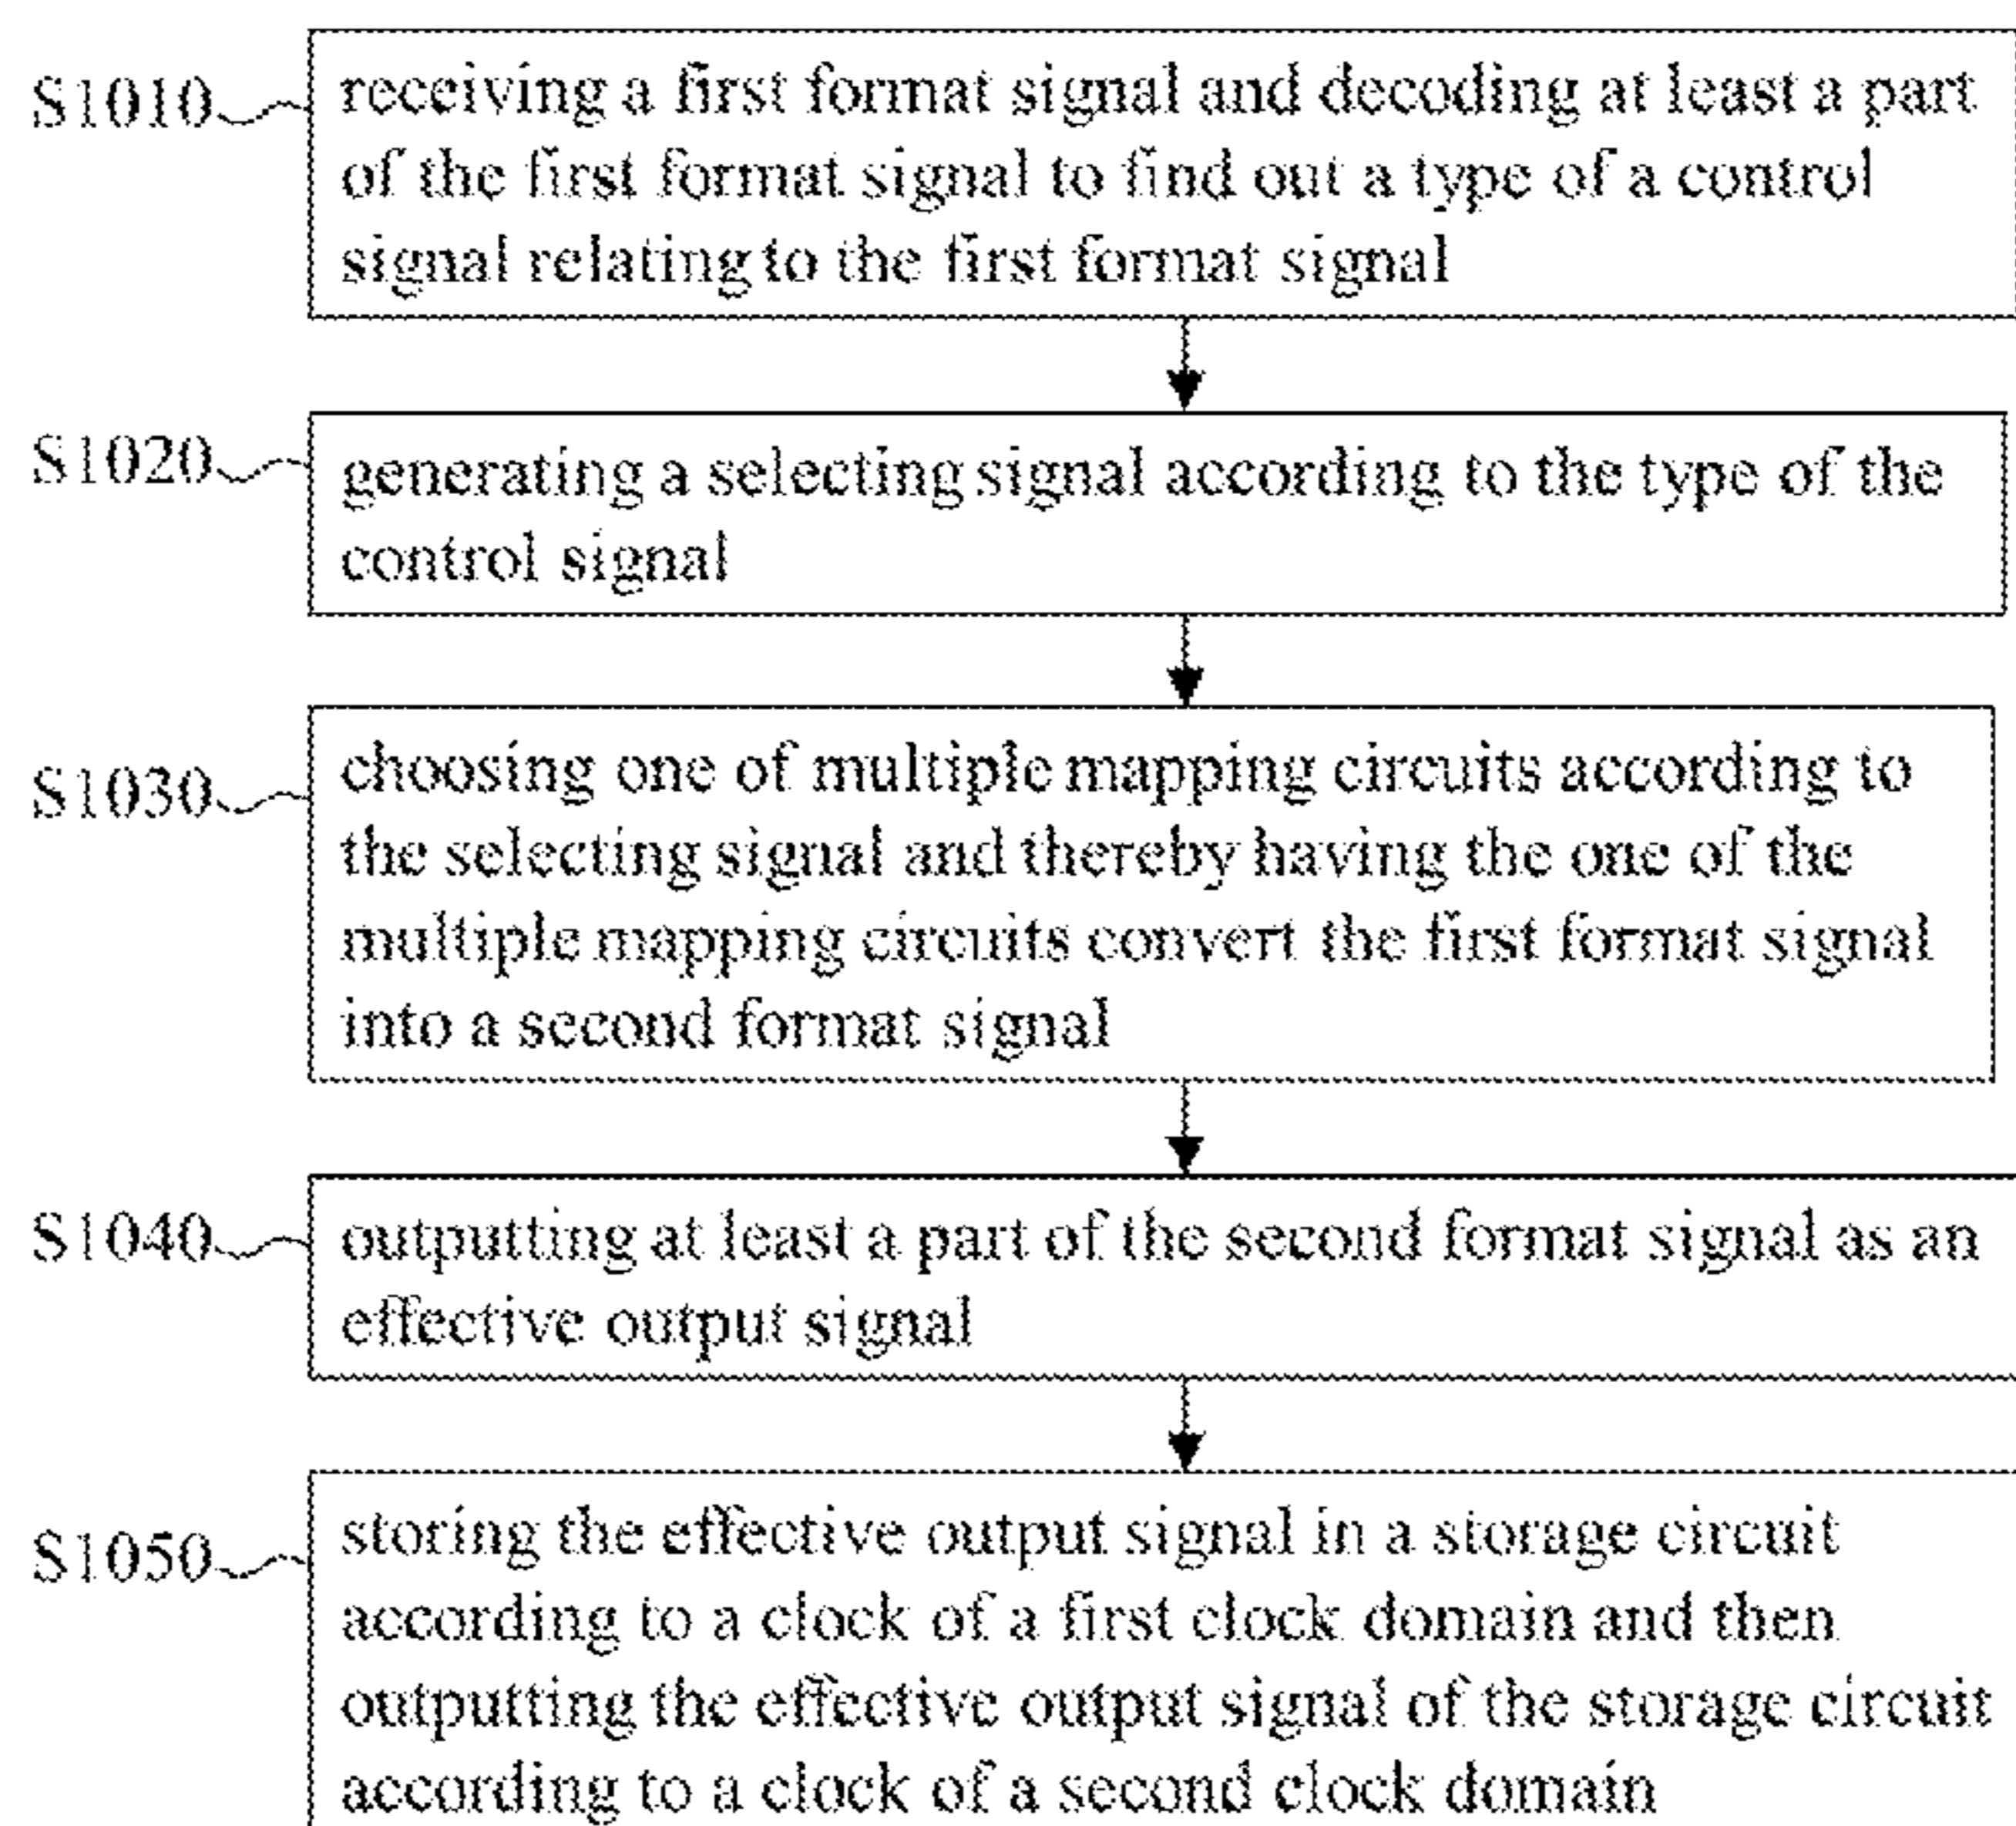 S1010
receiving a first format signal and decoding at least a part
of the first format signal to find out a type of a control
signal relating to the first format signal
S1020
generating a selecting signal according to the type of the
control signal
S1030
choosing one of multiple mapping circuits according to
the selecting signal and thereby having the one of the
multiple mapping circuits convert the first format signal
into a second format signal
S1040
outputting at least a part of the second format signal as an
effective output signal
S1050
storing the effective output signal in a storage circuit
according to a clock of a first clock domain and then
outputting the effective output signal of the storage circuit
according to a clock of a second clock domain